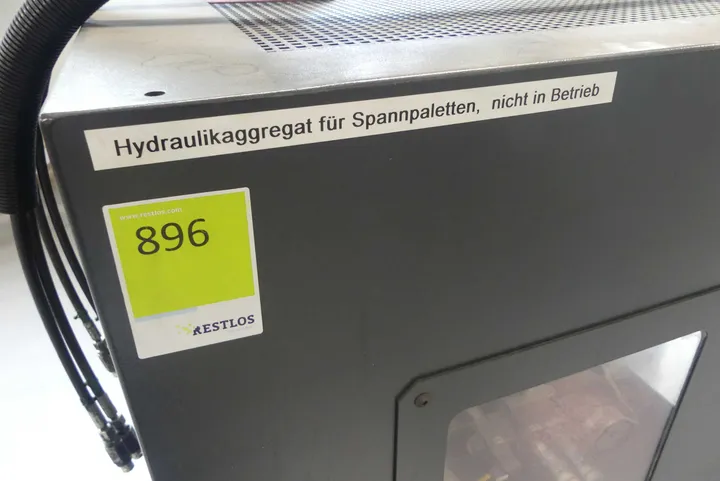 Hydraulikaggregat für Spannpaletten, nicht in Betrieb
www.restlos.com
896
RESTLOS